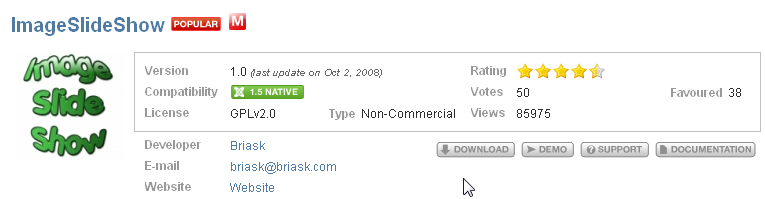 ImageSlideShow POPULAR M
Image
Slide
Show
Version 1.0 (last update on Oct 2, 2008) Rating
Compatibility 1.5 NATIVE Votes 50 Favoured 38
License GPLv2.0 Type Non-Commercial Views 85975
Developer Briask DOWNLOAD DEMO SUPPORT DOCUMENTATION
E-mail briask@briask.com
Website Website